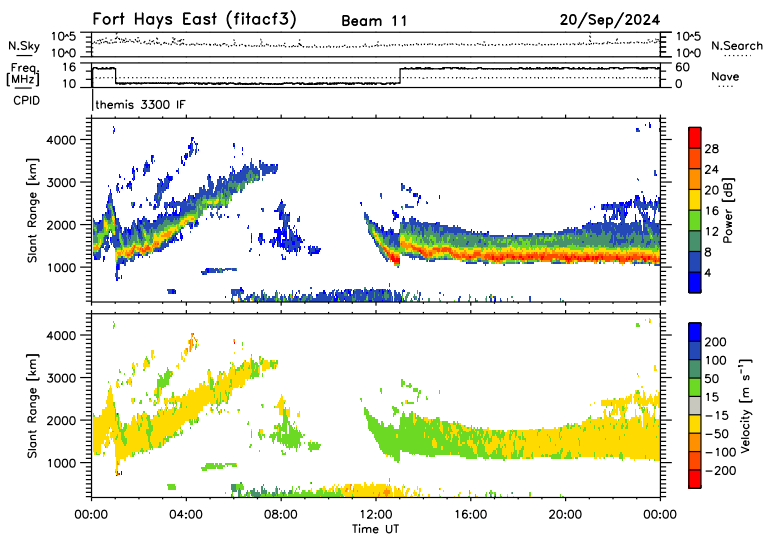 Fort Hays East (fitacf3) Beam 11 20/Sep/2024
N.Sky 10^5 10^0 10^5 10^0 N.Search
Freq. [MHz] 16 10 60 0 Nave
CPID themis 3300 IF
Slant Range [km] 4000 3000 2000 1000
Power [dB] 28 24 20 16 12 8 4
Slant Range [km] 4000 3000 2000 1000
Velocity [m s⁻¹] 200 100 50 15 −15 −50 −100 −200
00:00 04:00 08:00 12:00 16:00 20:00 00:00
Time UT